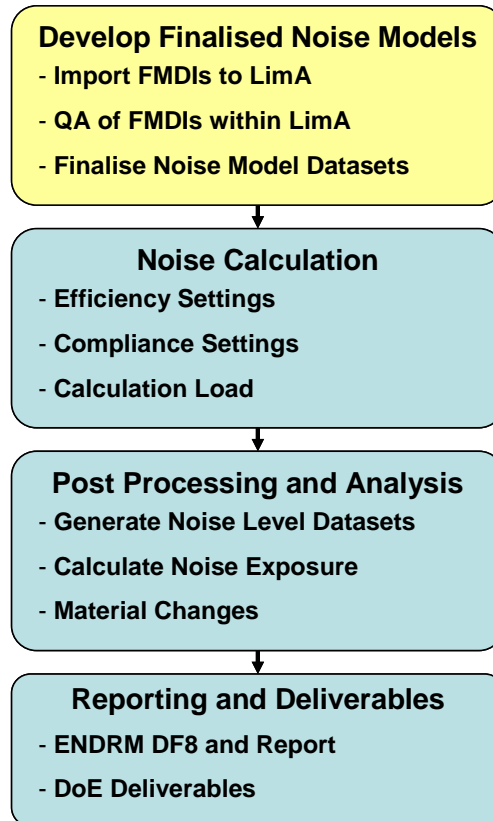 Develop Finalised Noise Models
- Import FMDIs to LimA
- QA of FMDIs within LimA
- Finalise Noise Model Datasets
Noise Calculation
- Efficiency Settings
- Compliance Settings
- Calculation Load
Post Processing and Analysis
- Generate Noise Level Datasets
- Calculate Noise Exposure
- Material Changes
Reporting and Deliverables
- ENDRM DF8 and Report
- DoE Deliverables